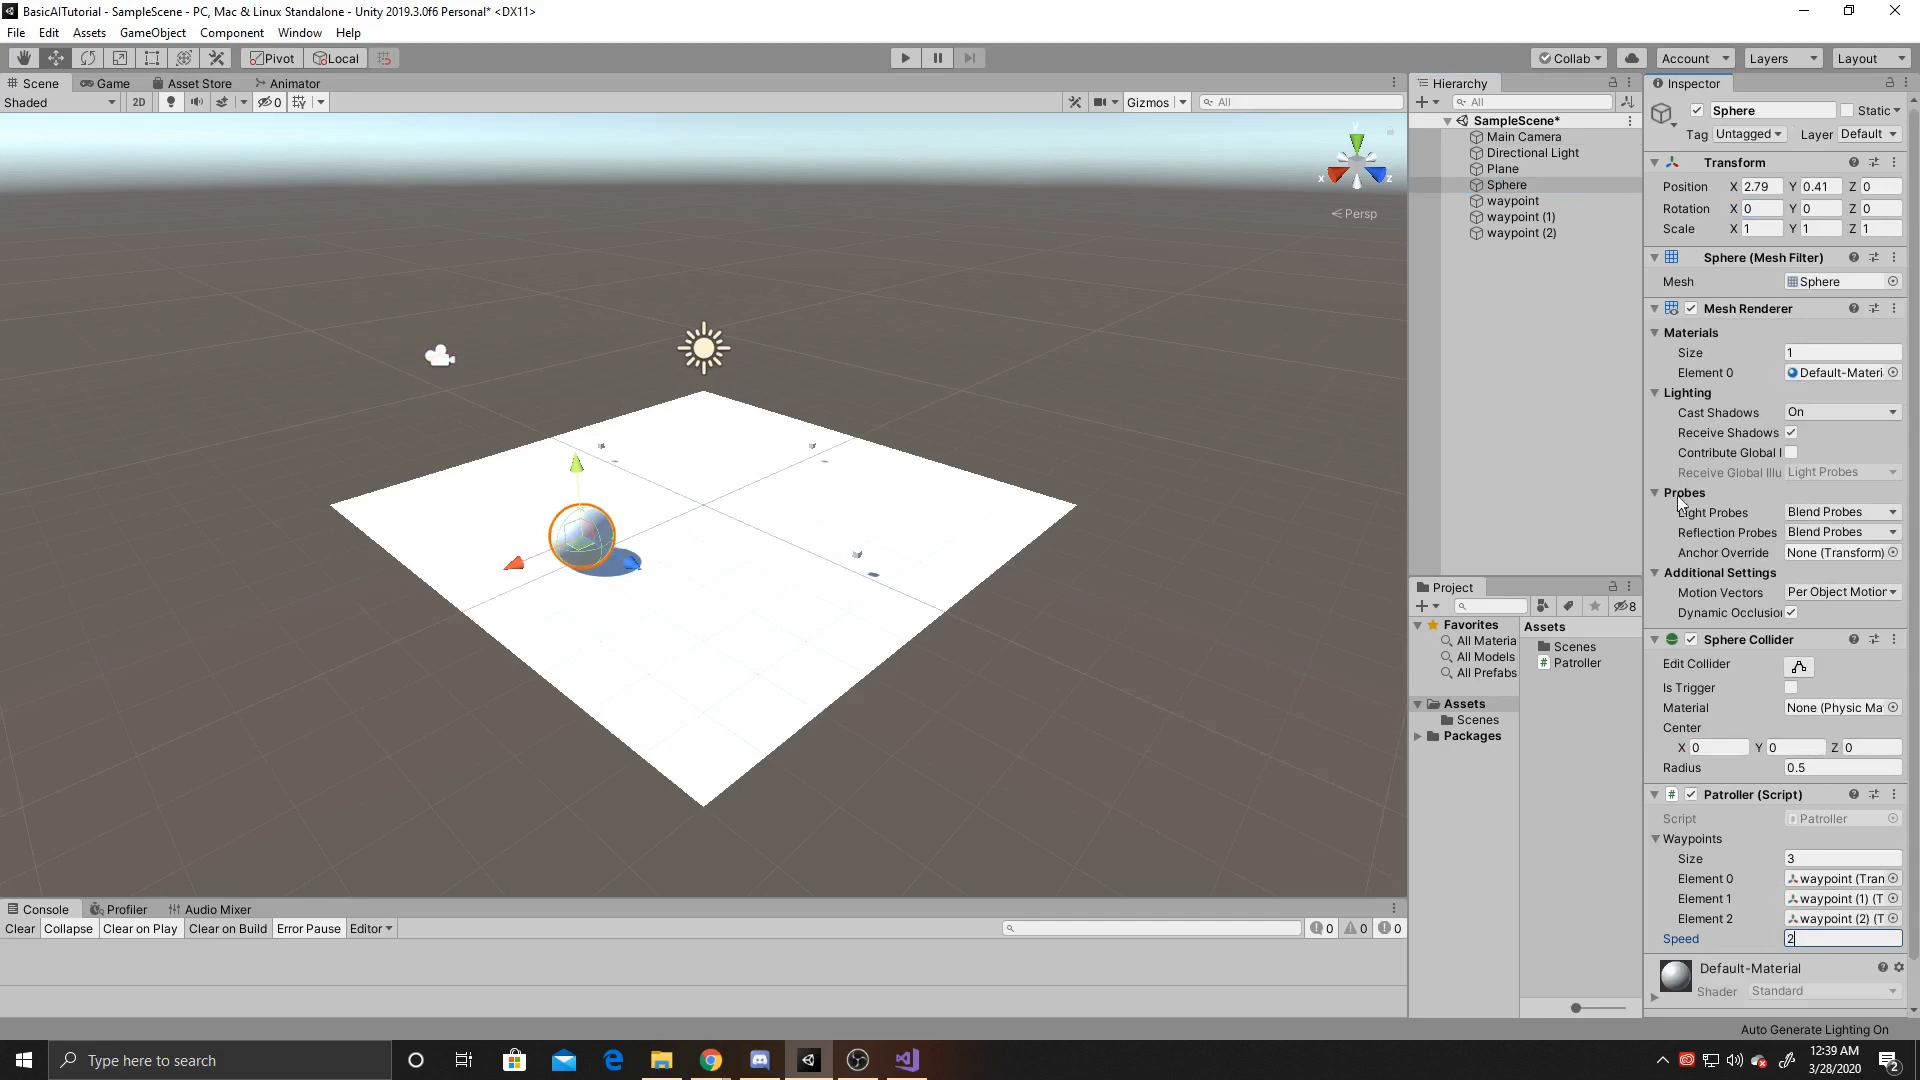 BasicAITutorial - SampleScene - PC, Mac & Linux Standalone - Unity 2019.3.0f6 Personal* <DX11>
File Edit Assets GameObject Component Window Help
Pivot Local Collab Account Layers Layout
Scene Game Asset Store Animator
Shaded 2D 0 Gizmos All
y
x z
Persp
Hierarchy
All
SampleScene*
Main Camera
Directional Light
Plane
Sphere
waypoint
waypoint (1)
waypoint (2)
Project
8
Favorites
All Materia
All Models
All Prefabs
Assets
Scenes
Packages
Assets
Scenes
Patroller
Inspector
Sphere Static
Tag Untagged Layer Default
Transform
Position X 2.79 Y 0.41 Z 0
Rotation X 0 Y 0 Z 0
Scale X 1 Y 1 Z 1
Sphere (Mesh Filter)
Mesh Sphere
Mesh Renderer
Materials
Size 1
Element 0 Default-Materi
Lighting
Cast Shadows On
Receive Shadows
Contribute Global I
Receive Global Illu Light Probes
Probes
Light Probes Blend Probes
Reflection Probes Blend Probes
Anchor Override None (Transform)
Additional Settings
Motion Vectors Per Object Motion
Dynamic Occlusio
Sphere Collider
Edit Collider
Is Trigger
Material None (Physic Ma
Center
X 0 Y 0 Z 0
Radius 0.5
# Patroller (Script)
Script Patroller
Waypoints
Size 3
Element 0 waypoint (Tran
Element 1 waypoint (1) (T
Element 2 waypoint (2) (T
Speed 2
Default-Material
Shader Standard
Console Profiler Audio Mixer
Clear Collapse Clear on Play Clear on Build Error Pause Editor 0 0 0
Auto Generate Lighting On
Type here to search
12:39 AM
3/28/2020
2